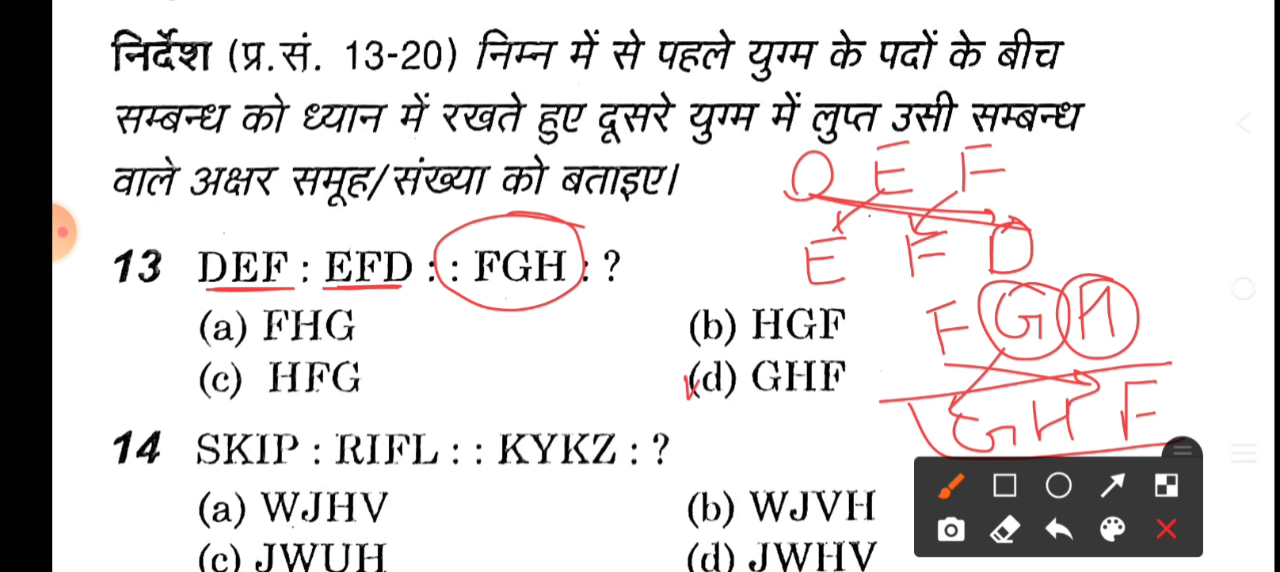 निर्देश (प्र.सं. 13-20) निम्न में से पहले युग्म के पदों के बीच
सम्बन्ध को ध्यान में रखते हुए दूसरे युग्म में लुप्त उसी सम्बन्ध
वाले अक्षर समूह/संख्या को बताइए।
D E F
E F D
13 DEF : EFD : : FGH : ?
(a) FHG (b) HGF
(c) HFG (d) GHF
F G H
G H F
14 SKIP : RIFL : : KYKZ : ?
(a) WJHV (b) WJVH
(c) JWUH (d) JWHV